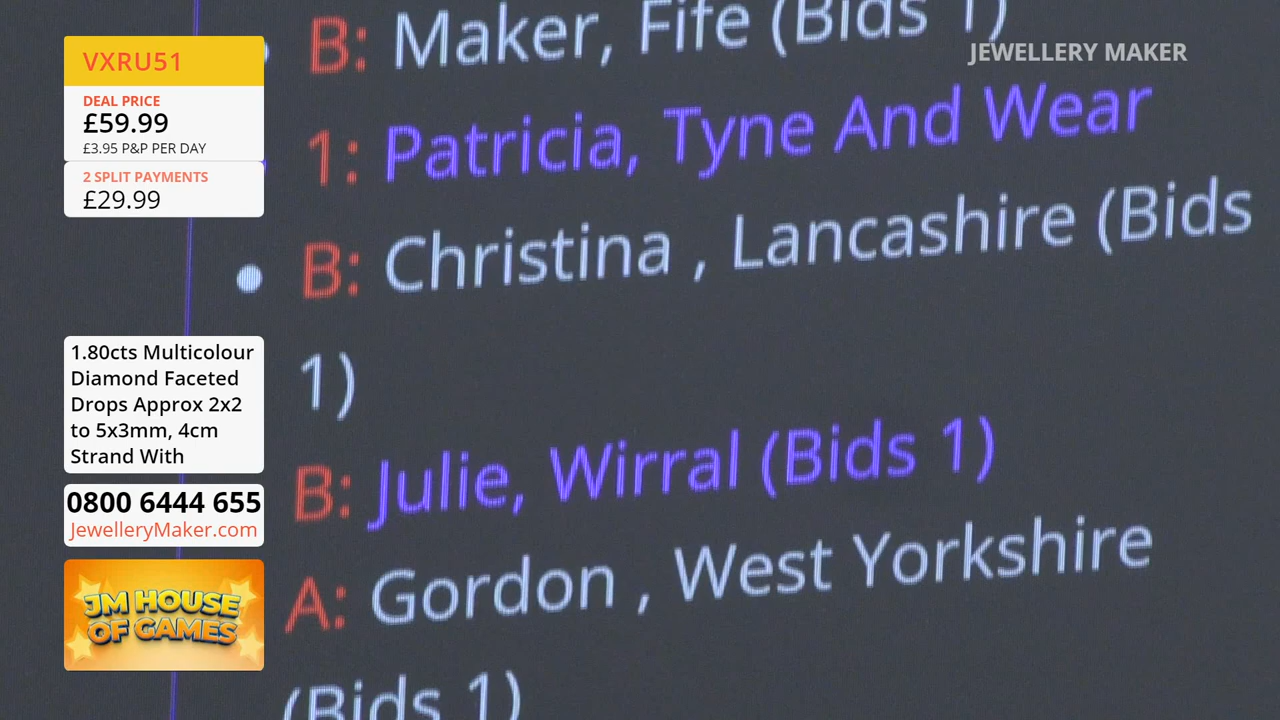 VXRU51
DEAL PRICE
£59.99
£3.95 P&P PER DAY
2 SPLIT PAYMENTS
£29.99
1.80cts Multicolour
Diamond Faceted
Drops Approx 2x2
to 5x3mm, 4cm
Strand With
0800 6444 655
JewelleryMaker.com
JM HOUSE
OF GAMES
JEWELLERY MAKER
B: Maker, Fife (Bids 1)
1: Patricia, Tyne And Wear
B: Christina , Lancashire (Bids
1)
B: Julie, Wirral (Bids 1)
A: Gordon , West Yorkshire
(Bids 1)